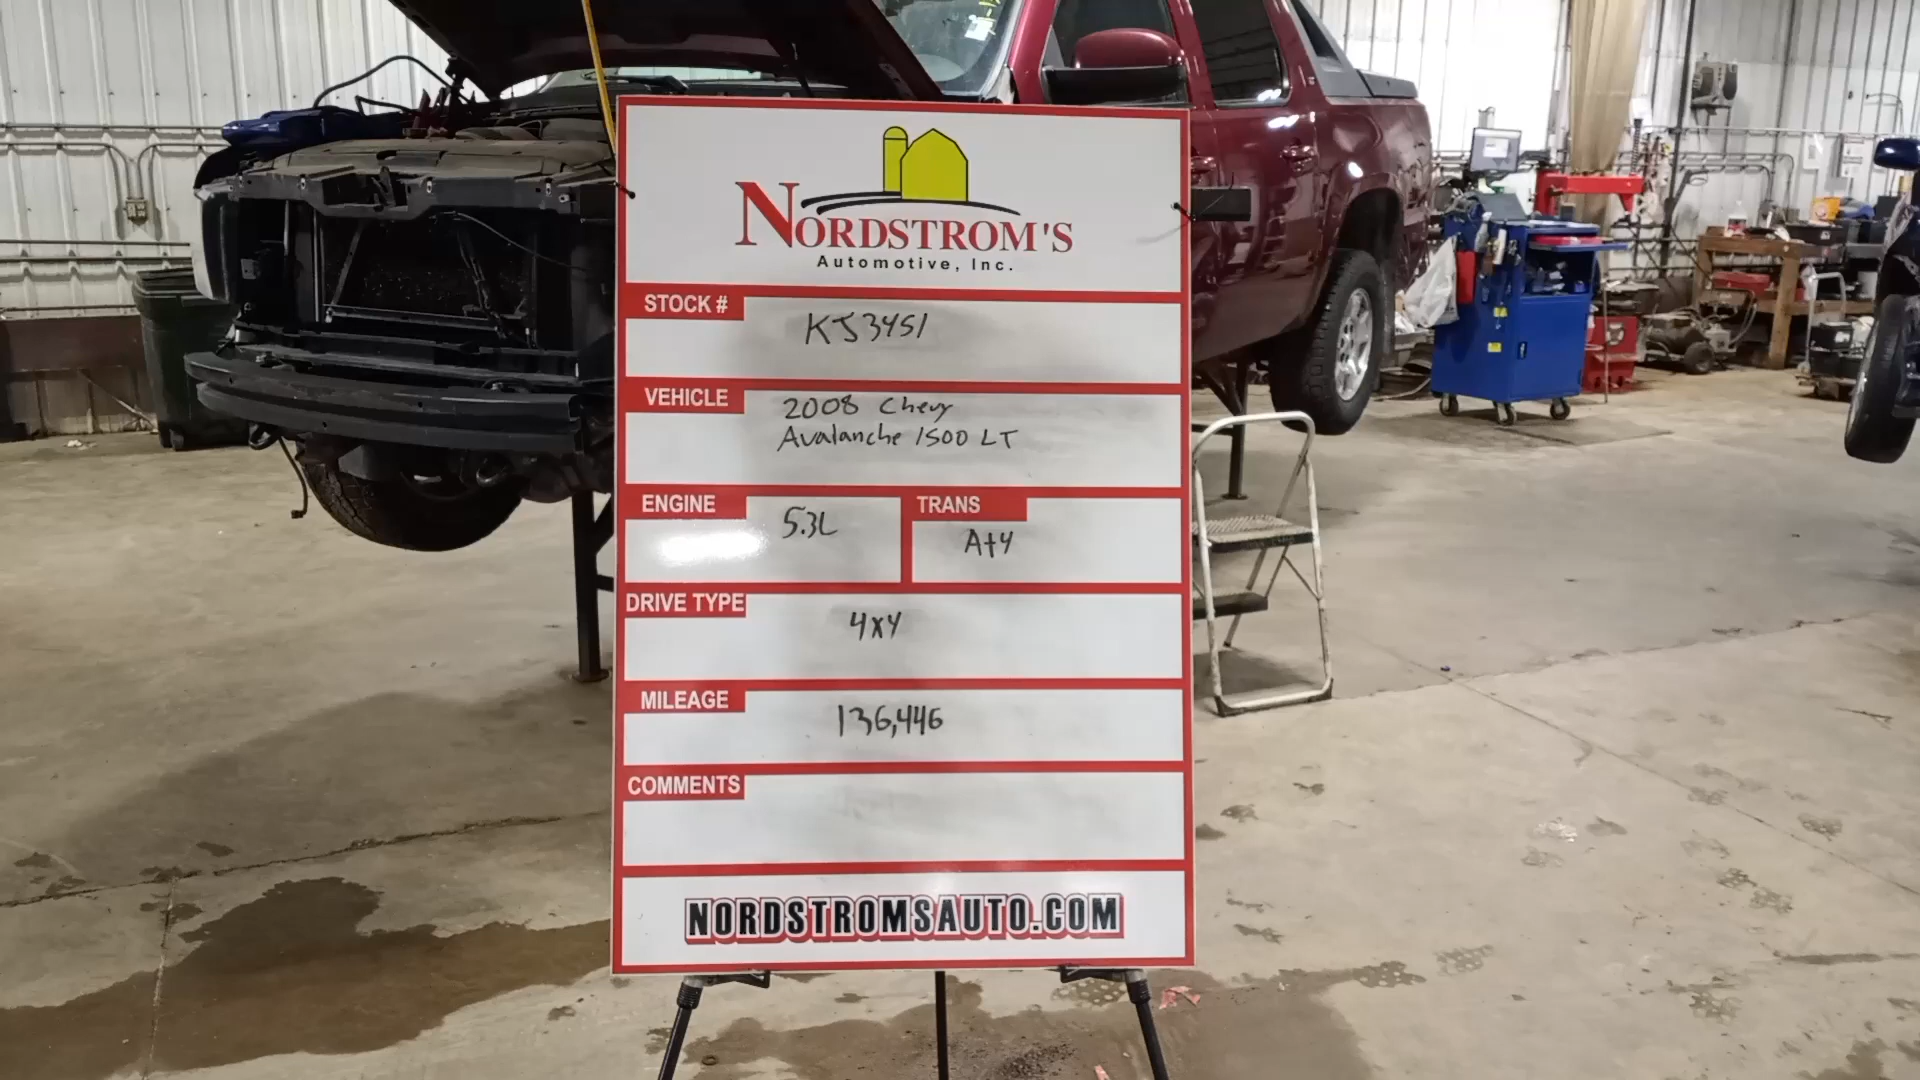 NORDSTROM'S
Automotive, Inc.
STOCK #
KJ3451
VEHICLE
2008 Chevy
Avalanche 1500 LT
ENGINE
5.3L
TRANS
At4
DRIVE TYPE
4x4
MILEAGE
136,446
COMMENTS
NORDSTROMSAUTO.COM